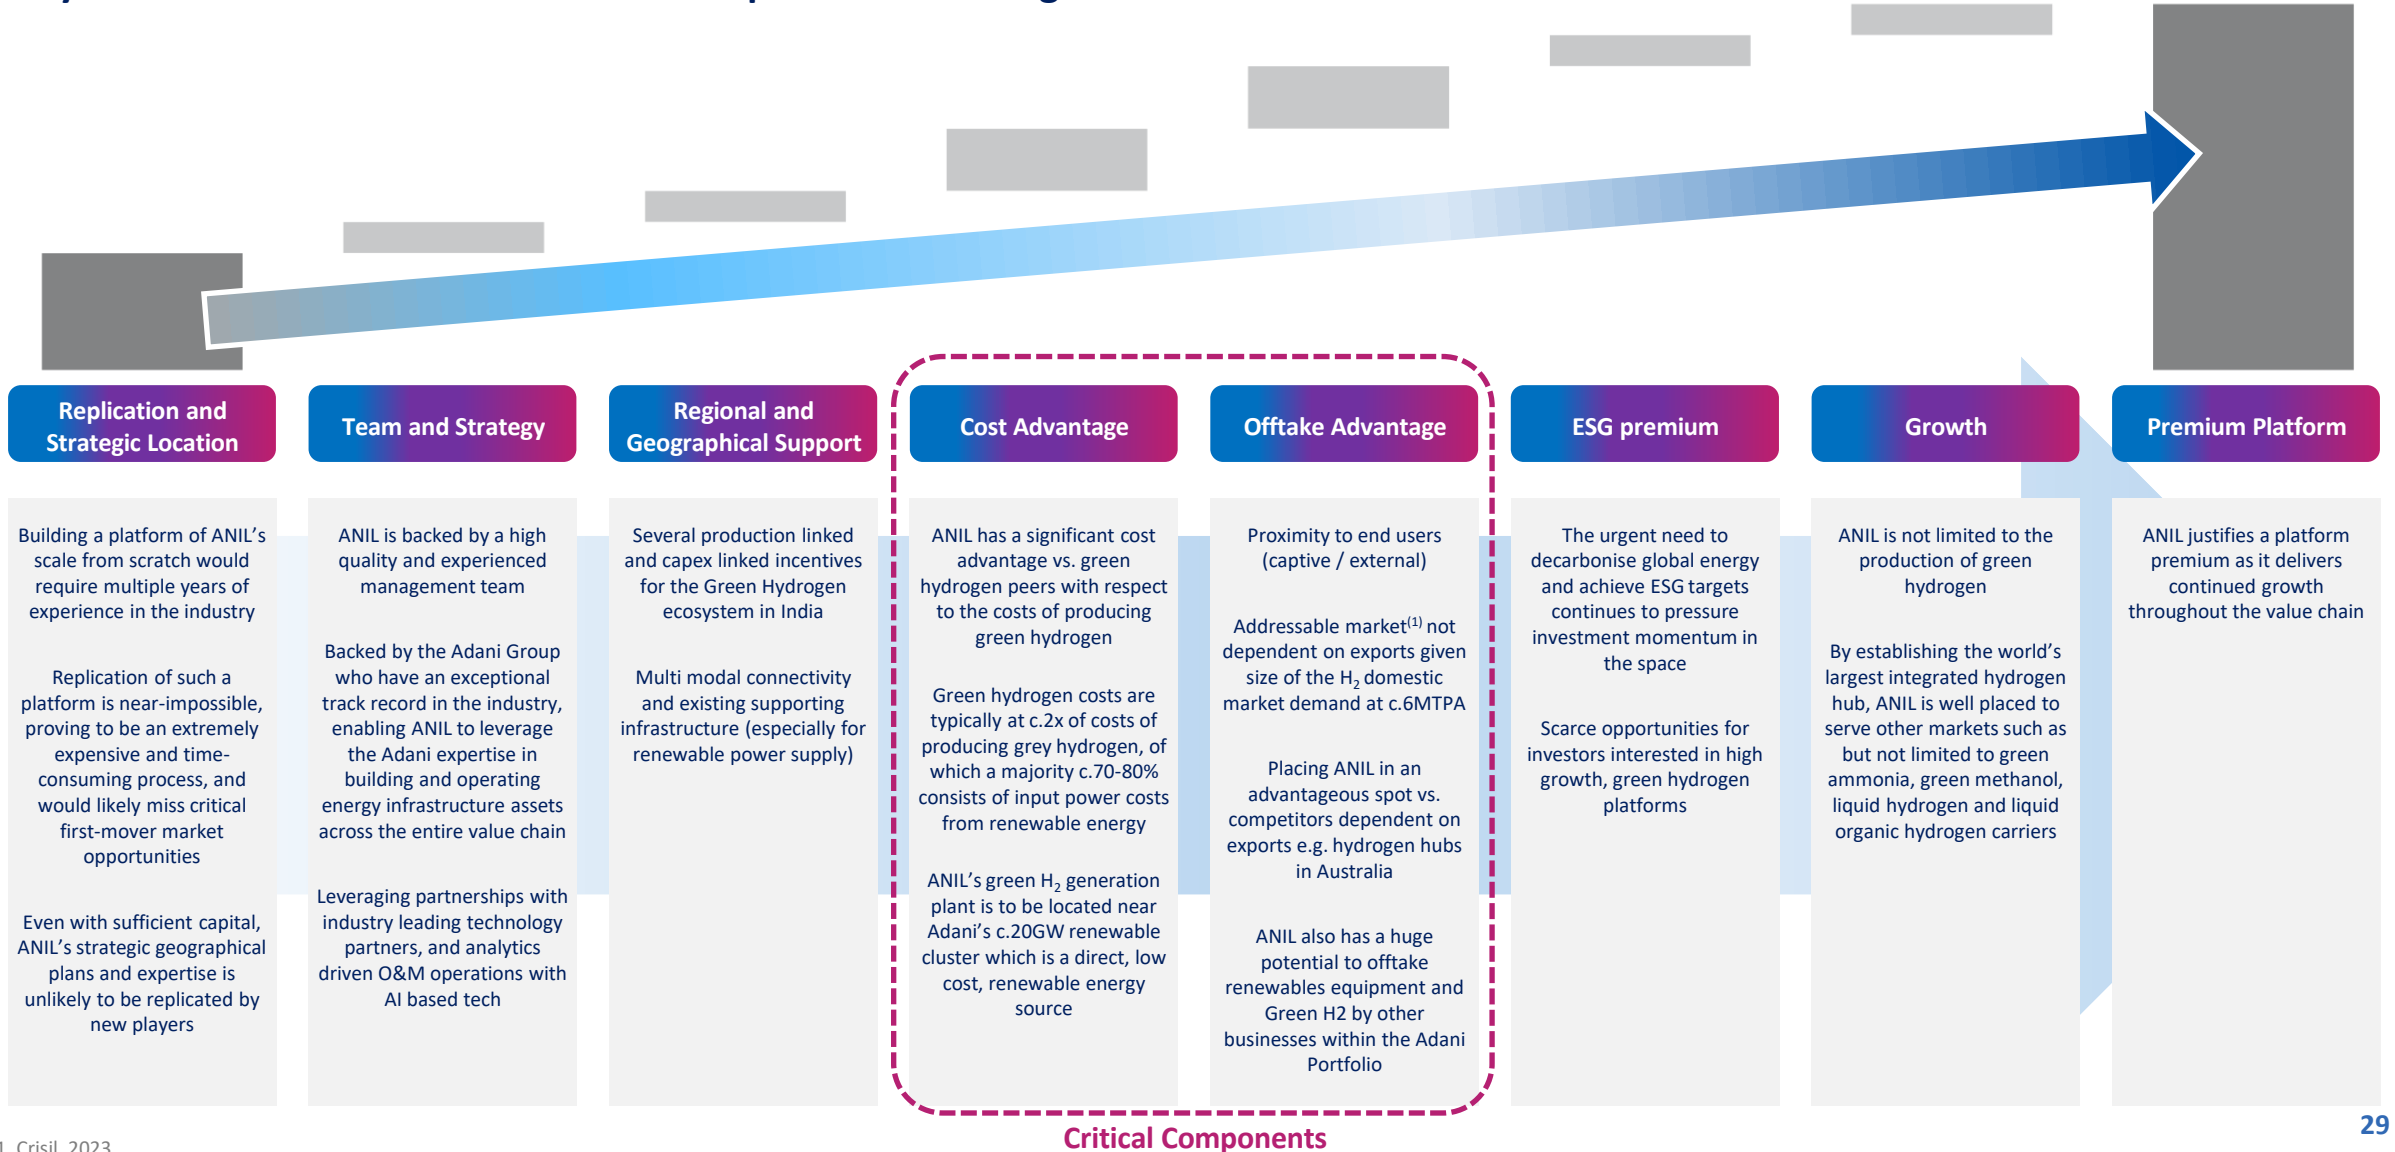 Replication and
Strategic Location
Building a platform of ANIL's
scale from scratch would
require multiple years of
experience in the industry
Replication of such a
platform is near-impossible,
proving to be an extremely
expensive and time-
consuming process, and
would likely miss critical
first-mover market
opportunities
Even with sufficient capital,
ANIL's strategic geographical
plans and expertise is
unlikely to be replicated by
new players
Team and Strategy
ANIL is backed by a high
quality and experienced
management team
Backed by the Adani Group
who have an exceptional
track record in the industry,
enabling ANIL to leverage
the Adani expertise in
building and operating
energy infrastructure assets
across the entire value chain
Leveraging partnerships with
industry leading technology
partners, and analytics
driven O&M operations with
AI based tech
Regional and
Geographical Support
Several production linked
and capex linked incentives
for the Green Hydrogen
ecosystem in India
Multi modal connectivity
and existing supporting
infrastructure (especially for
renewable power supply)
Cost Advantage
ANIL has a significant cost
advantage vs. green
hydrogen peers with respect
to the costs of producing
green hydrogen
Green hydrogen costs are
typically at c.2x of costs of
producing grey hydrogen, of
which a majority c.70-80%
consists of input power costs
from renewable energy
ANIL's green H₂ generation
plant is to be located near
Adani's c.20GW renewable
cluster which is a direct, low
cost, renewable energy
source
Offtake Advantage
Proximity to end users
(captive / external)
Addressable market⁽¹⁾ not
dependent on exports given
size of the H₂ domestic
market demand at c.6MTPA
Placing ANIL in an
advantageous spot vs.
competitors dependent on
exports e.g. hydrogen hubs
in Australia
ANIL also has a huge
potential to offtake
renewables equipment and
Green H2 by other
businesses within the Adani
Portfolio
ESG premium
The urgent need to
decarbonise global energy
and achieve ESG targets
continues to pressure
investment momentum in
the space
Scarce opportunities for
investors interested in high
growth, green hydrogen
platforms
Growth
ANIL is not limited to the
production of green
hydrogen
By establishing the world's
largest integrated hydrogen
hub, ANIL is well placed to
serve other markets such as
but not limited to green
ammonia, green methanol,
liquid hydrogen and liquid
organic hydrogen carriers
Premium Platform
ANIL justifies a platform
premium as it delivers
continued growth
throughout the value chain
Critical Components
1. Crisil, 2023
29